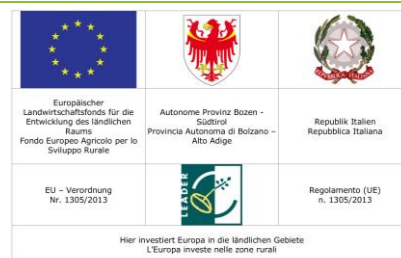 Europäischer
Landwirtschaftsfonds für die
Entwicklung des ländlichen
Raums
Fondo Europeo Agricolo per lo
Sviluppo Rurale
Autonome Provinz Bozen -
Südtirol
Provincia Autonoma di Bolzano –
Alto Adige
Republik Italien
Repubblica Italiana
EU – Verordnung
Nr. 1305/2013
LEADER
Regolamento (UE)
n. 1305/2013
Hier investiert Europa in die ländlichen Gebiete
L'Europa investe nelle zone rurali